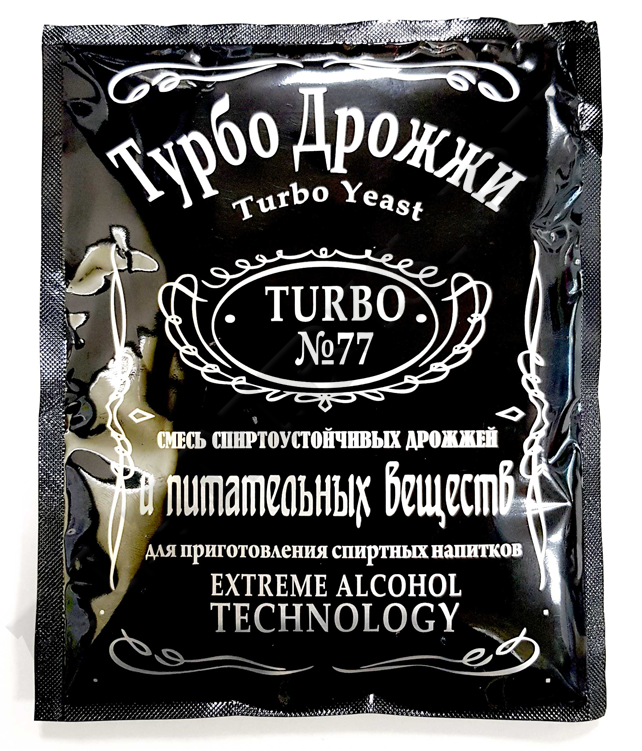 Турбо Дрожжи
Turbo Yeast
TURBO
№77
СМЕСЬ СПИРТОУСТОЙЧИВЫХ ДРОЖЖЕЙ
и питательных веществ
для приготовления спиртных напитков
EXTREME ALCOHOL
TECHNOLOGY